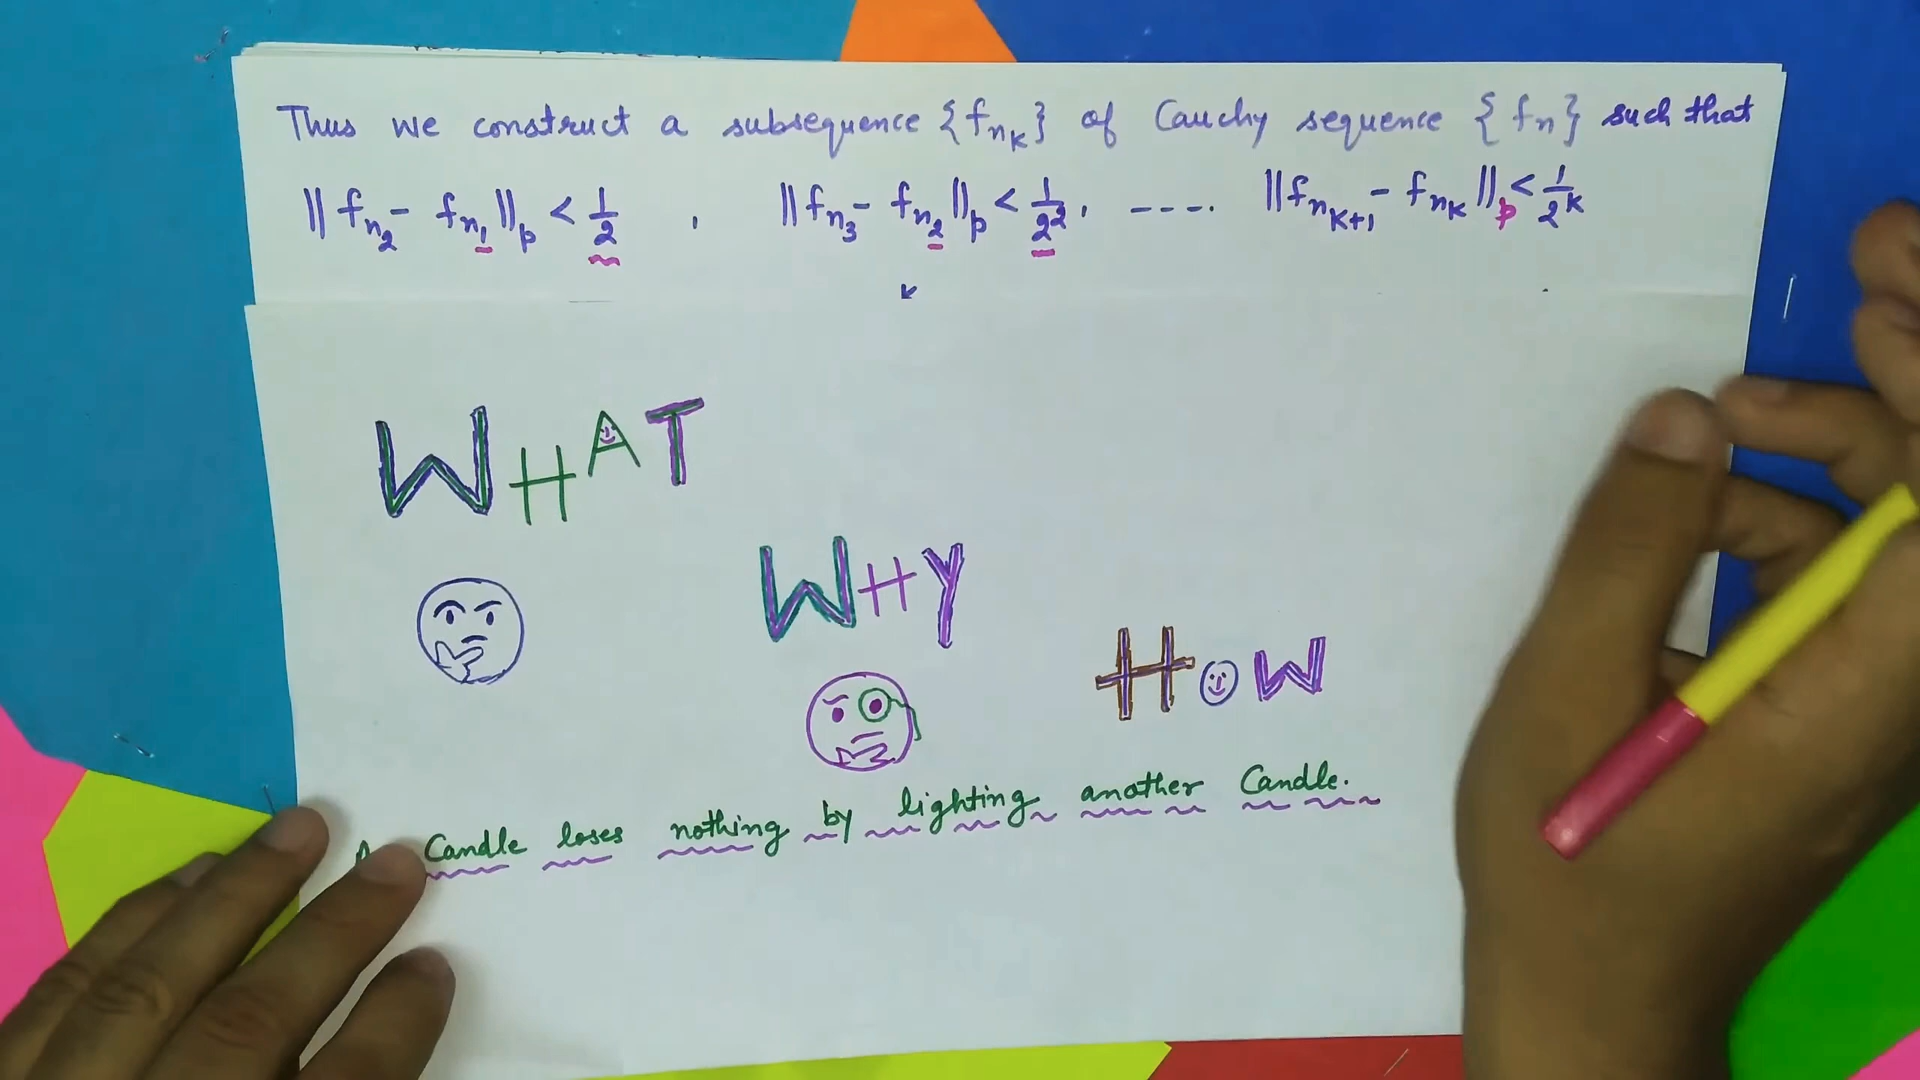 Thus we construct a subsequence {f_{n_k}} of Cauchy sequence {f_n} such that
‖f_{n_2} - f_{n_1}‖_p < 1/2 , ‖f_{n_3} - f_{n_2}‖_p < 1/2^2, ----. ‖f_{n_{k+1}} - f_{n_k}‖_p < 1/2^k
WHAT
WHY
HOW
Candle loses nothing by lighting another Candle.